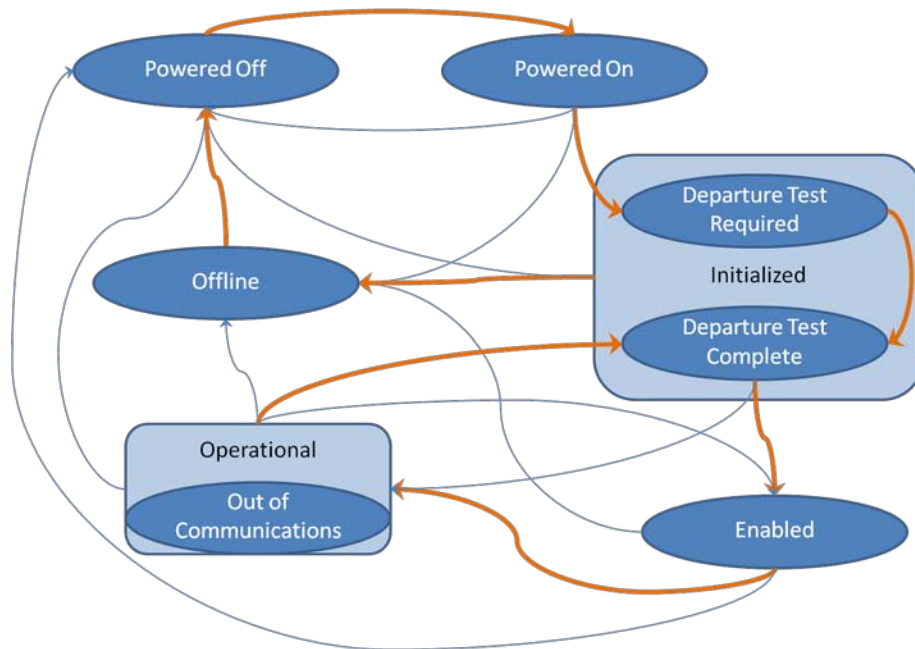 Powered Off
Powered On
Departure Test
Required
Offline
Initialized
Departure Test
Complete
Operational
Out of
Communications
Enabled